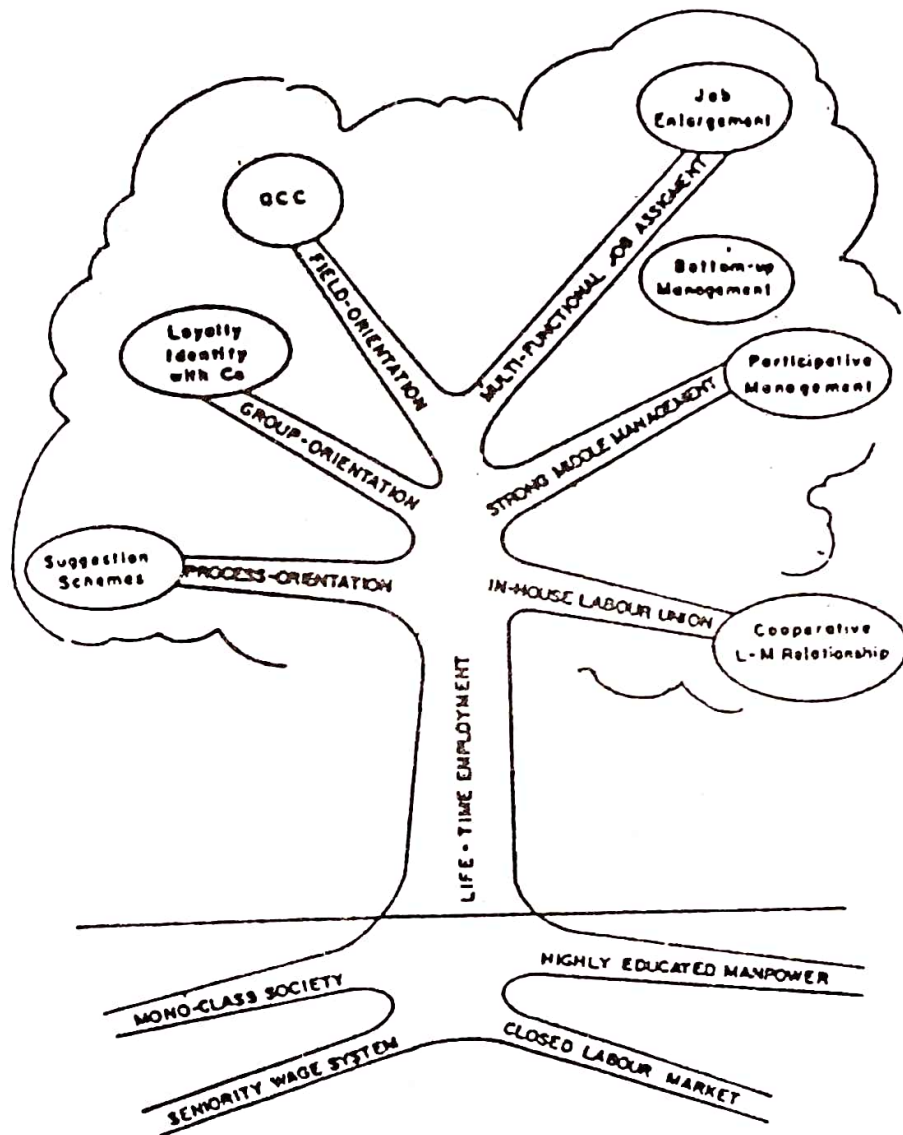 Job
Enlargement
QCC
FIELD-ORIENTATION
MULTI-FUNCTIONAL JOB ASSIGMENT
Bottom-up
Management
Loyalty
Identity
with Co
GROUP-ORIENTATION
STRONG MIDDLE MANAGEMENT
Participative
Management
Suggestion
Schemes
PROCESS-ORIENTATION
IN-HOUSE LABOUR UNION
Cooperative
L-M Relationship
LIFE-TIME EMPLOYMENT
MONO-CLASS SOCIETY
HIGHLY EDUCATED MANPOWER
SENIORITY WAGE SYSTEM
CLOSED LABOUR MARKET